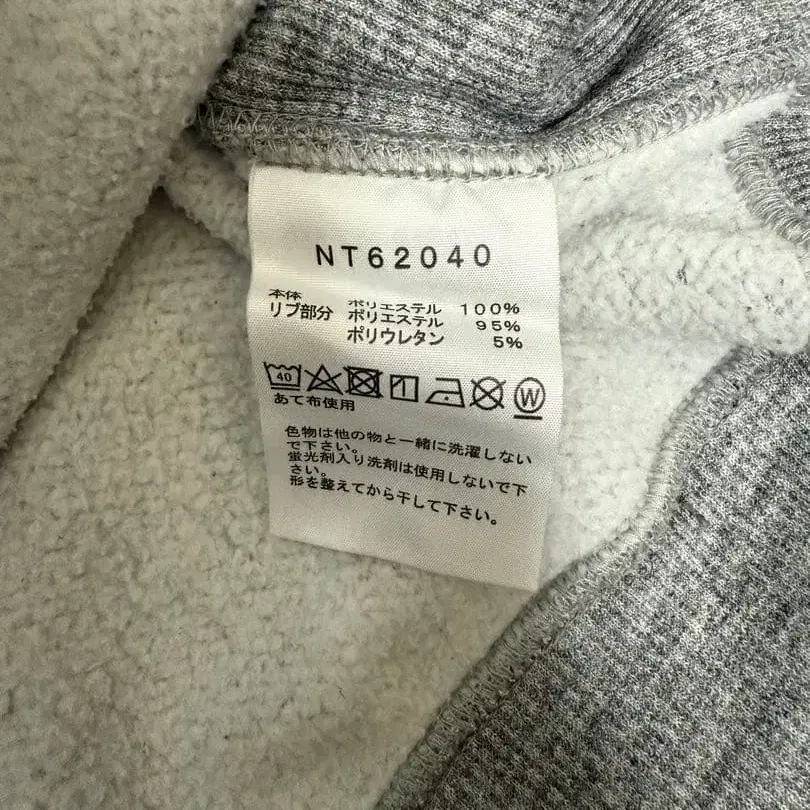 NT62040
本体 ポリエステル 100%
リブ部分 ポリエステル 95%
ポリウレタン 5%
40
W
あて布使用
色物は他の物と一緒に洗濯しない
で下さい。
蛍光剤入り洗剤は使用しないで下
さい。
形を整えてから干して下さい。